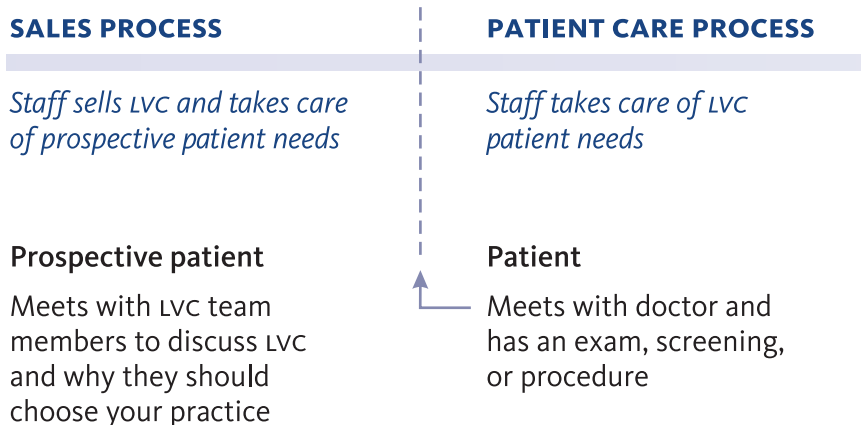 SALES PROCESS
Staff sells LVC and takes care
of prospective patient needs
Prospective patient
Meets with LVC team
members to discuss LVC
and why they should
choose your practice
PATIENT CARE PROCESS
Staff takes care of LVC
patient needs
Patient
Meets with doctor and
has an exam, screening,
or procedure